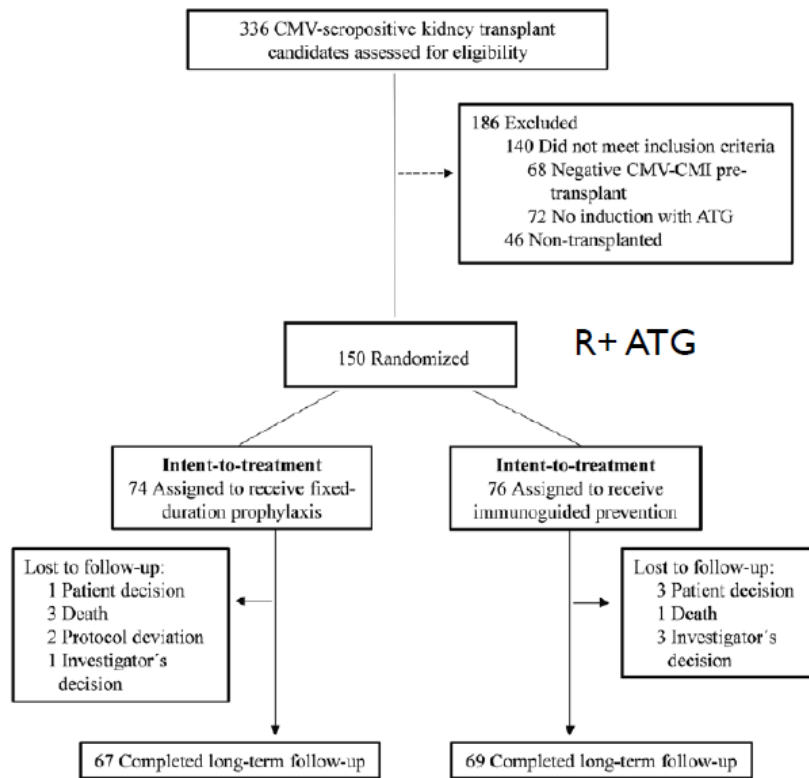 336 CMV-seropositive kidney transplant
candidates assessed for eligibility
186 Excluded
140 Did not meet inclusion criteria
68 Negative CMV-CMI pre-
transplant
72 No induction with ATG
46 Non-transplanted
150 Randomized
R+ ATG
Intent-to-treatment
74 Assigned to receive fixed-
duration prophylaxis
Intent-to-treatment
76 Assigned to receive
immunoguided prevention
Lost to follow-up:
1 Patient decision
3 Death
2 Protocol deviation
1 Investigator´s
decision
Lost to follow-up:
3 Patient decision
1 Death
3 Investigator´s
decision
67 Completed long-term follow-up
69 Completed long-term follow-up